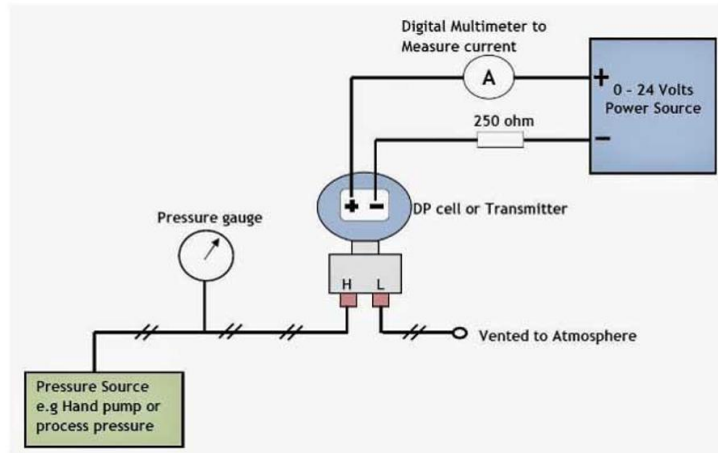 Digital Multimeter to
Measure current
A
+
0 - 24 Volts
Power Source
250 ohm
-
+ -
DP cell or Transmitter
Pressure gauge
H L
Vented to Atmosphere
Pressure Source
e.g Hand pump or
process pressure